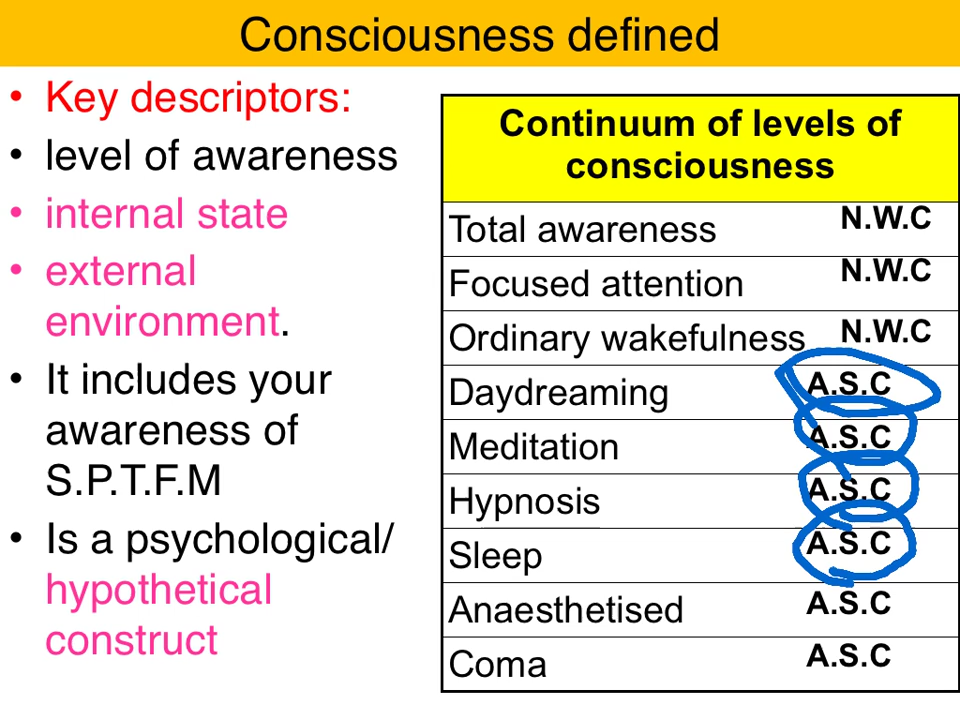 Consciousness defined
• Key descriptors:
• level of awareness
• internal state
• external
environment.
• It includes your
awareness of
S.P.T.F.M
• Is a psychological/
hypothetical
construct
Continuum of levels of
consciousness
Total awareness N.W.C
Focused attention N.W.C
Ordinary wakefulness N.W.C
Daydreaming A.S.C
Meditation A.S.C
Hypnosis A.S.C
Sleep A.S.C
Anaesthetised A.S.C
Coma A.S.C